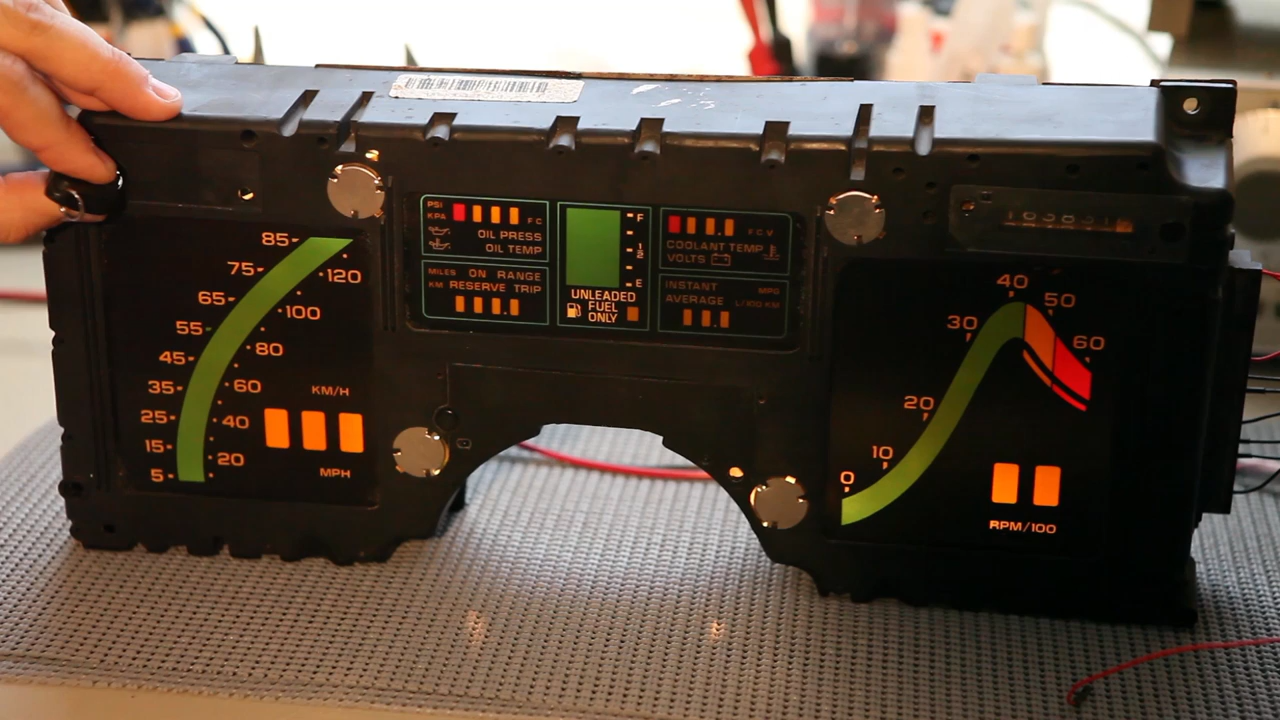 85
75
120
65
100
55
80
45
35
60
KM/H
25
40
15
20
5
MPH
PSI
KPA
F C
OIL PRESS
OIL TEMP
MILES ON RANGE
KM RESERVE TRIP
F
1/2
E
UNLEADED
FUEL
ONLY
F C V
COOLANT TEMP
VOLTS
INSTANT MPG
AVERAGE L/100 KM
40
50
30
60
20
10
0
RPM/100